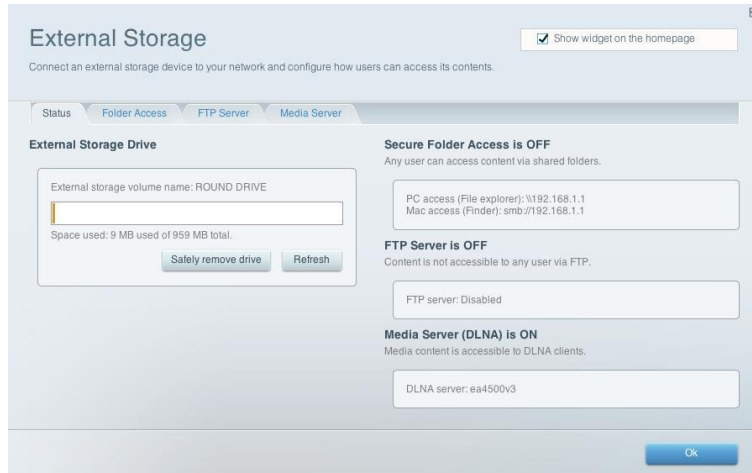 External Storage
Show widget on the homepage
Connect an external storage device to your network and configure how users can access its contents.
Status
Folder Access
FTP Server
Media Server
External Storage Drive
External storage volume name: ROUND DRIVE
Space used: 9 MB used of 959 MB total.
Safely remove drive
Refresh
Secure Folder Access is OFF
Any user can access content via shared folders.
PC access (File explorer): \\192.168.1.1
Mac access (Finder): smb://192.168.1.1
FTP Server is OFF
Content is not accessible to any user via FTP.
FTP server: Disabled
Media Server (DLNA) is ON
Media content is accessible to DLNA clients.
DLNA server: ea4500v3
Ok